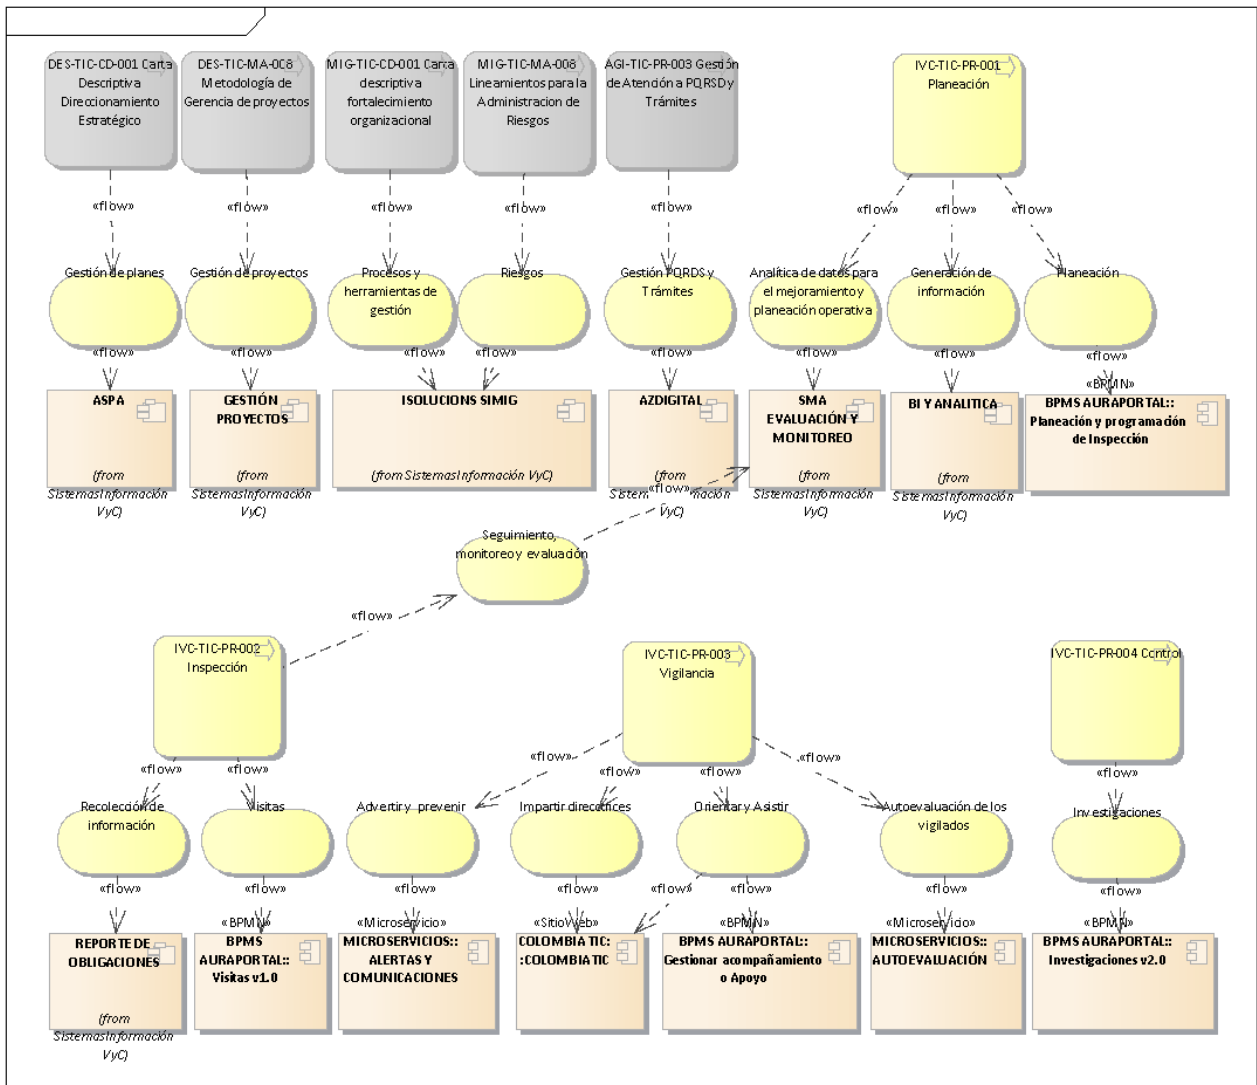 DES-TIC-CD-001 Carta
Descriptiva
Direccionamiento
Estratégico
DES-TIC-MA-008
Metodología de
Gerencia de proyectos
MIG-TIC-CD-001 Carta
descriptiva
fortalecimiento
organizacional
MIG-TIC-MA-008
Lineamientos para la
Administracion de
Riesgos
AGI-TIC-PR-003 Gestión
de Atención a PQRSD y
Trámites
IVC-TIC-PR-001
Planeación
«flow»
«flow»
«flow»
«flow»
«flow»
«flow»
«flow»
«flow»
Gestión de planes
Gestión de proyectos
Procesos y
herramientas de
gestión
Riesgos
Gestión PQRDS y
Trámites
Analítica de datos para
el mejoramiento y
planeación operativa
Generación de
información
Planeación
«flow»
«flow»
«flow»
«flow»
«flow»
«flow»
«flow»
«flow»
ASPA
(from
SistemasInformación
VyC)
GESTIÓN
PROYECTOS
(from
SistemasInformación
VyC)
ISOLUCIONS SIMIG
(from SistemasInformación VyC)
AZDIGITAL
(from
VyC)
SMA
EVALUACIÓN Y
MONITOREO
(from
SistemasInformación
VyC)
BI Y ANALITICA
(from
SistemasInformación
VyC)
«BPMN»
BPMS AURAPORTAL::
Planeación y programación
de Inspección
«flow»
Seguimiento,
monitoreo y evaluación
«flow»
IVC-TIC-PR-002
Inspección
IVC-TIC-PR-003
Vigilancia
IVC-TIC-PR-004 Control
«flow»
«flow»
«flow»
«flow»
«flow»
«flow»
«flow»
Recolección de
información
Visitas
Advertir y prevenir
Impartir directrices
Orientar y Asistir
Autoevaluación de los
vigilados
Investigaciones
«flow»
«flow»
«flow»
«flow»
«flow»
«flow»
«flow»
«flow»
REPORTE DE
OBLIGACIONES
(from
SistemasInformación
VyC)
«BPMN»
BPMS
AURAPORTAL::
Visitas v1.0
«Microservicio»
MICROSERVICIOS::
ALERTAS Y
COMUNICACIONES
«SitioWeb»
COLOMBIA TIC:
:COLOMBIATIC
«BPMN»
BPMS AURAPORTAL::
Gestionar acompañamiento
o Apoyo
«Microservicio»
MICROSERVICIOS::
AUTOEVALUACIÓN
«BPMN»
BPMS AURAPORTAL::
Investigaciones v2.0